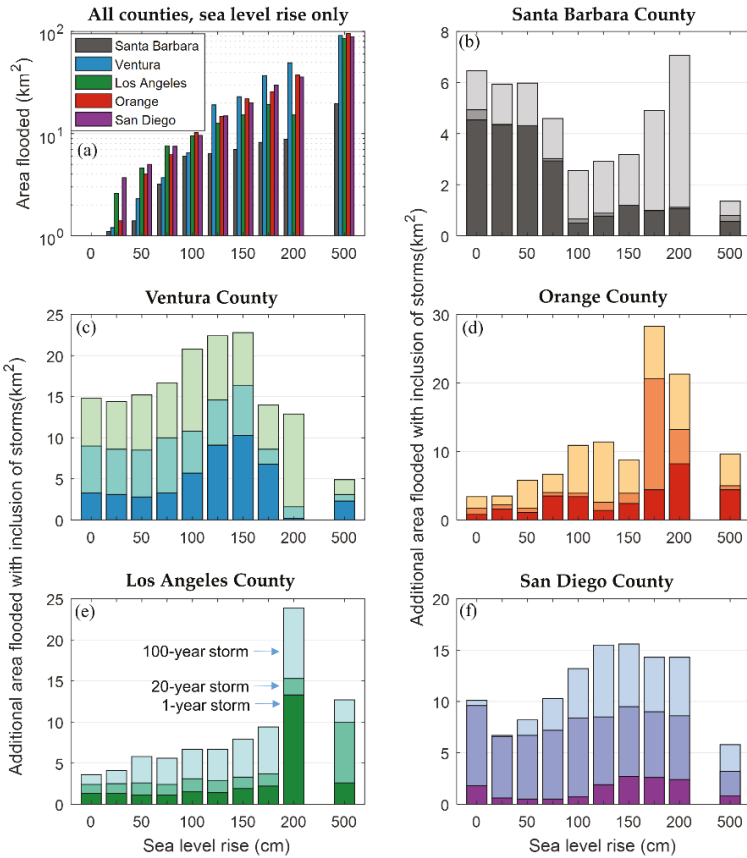 All counties, sea level rise only
Area flooded (km²)
10²
10¹
10⁰
Santa Barbara
Ventura
Los Angeles
Orange
San Diego
(a)
0 50 100 150 200 500
Santa Barbara County
(b)
8
6
4
2
0
0 50 100 150 200 500
Additional area flooded with inclusion of storms(km²)
Ventura County
(c)
25
20
15
10
5
0
0 50 100 150 200 500
Orange County
(d)
30
20
10
0
0 50 100 150 200 500
Additional area flooded with inclusion of storms(km²)
Los Angeles County
(e)
25
20
15
10
5
0
100-year storm
20-year storm
1-year storm
0 50 100 150 200 500
Sea level rise (cm)
San Diego County
(f)
20
15
10
5
0
0 50 100 150 200 500
Sea level rise (cm)